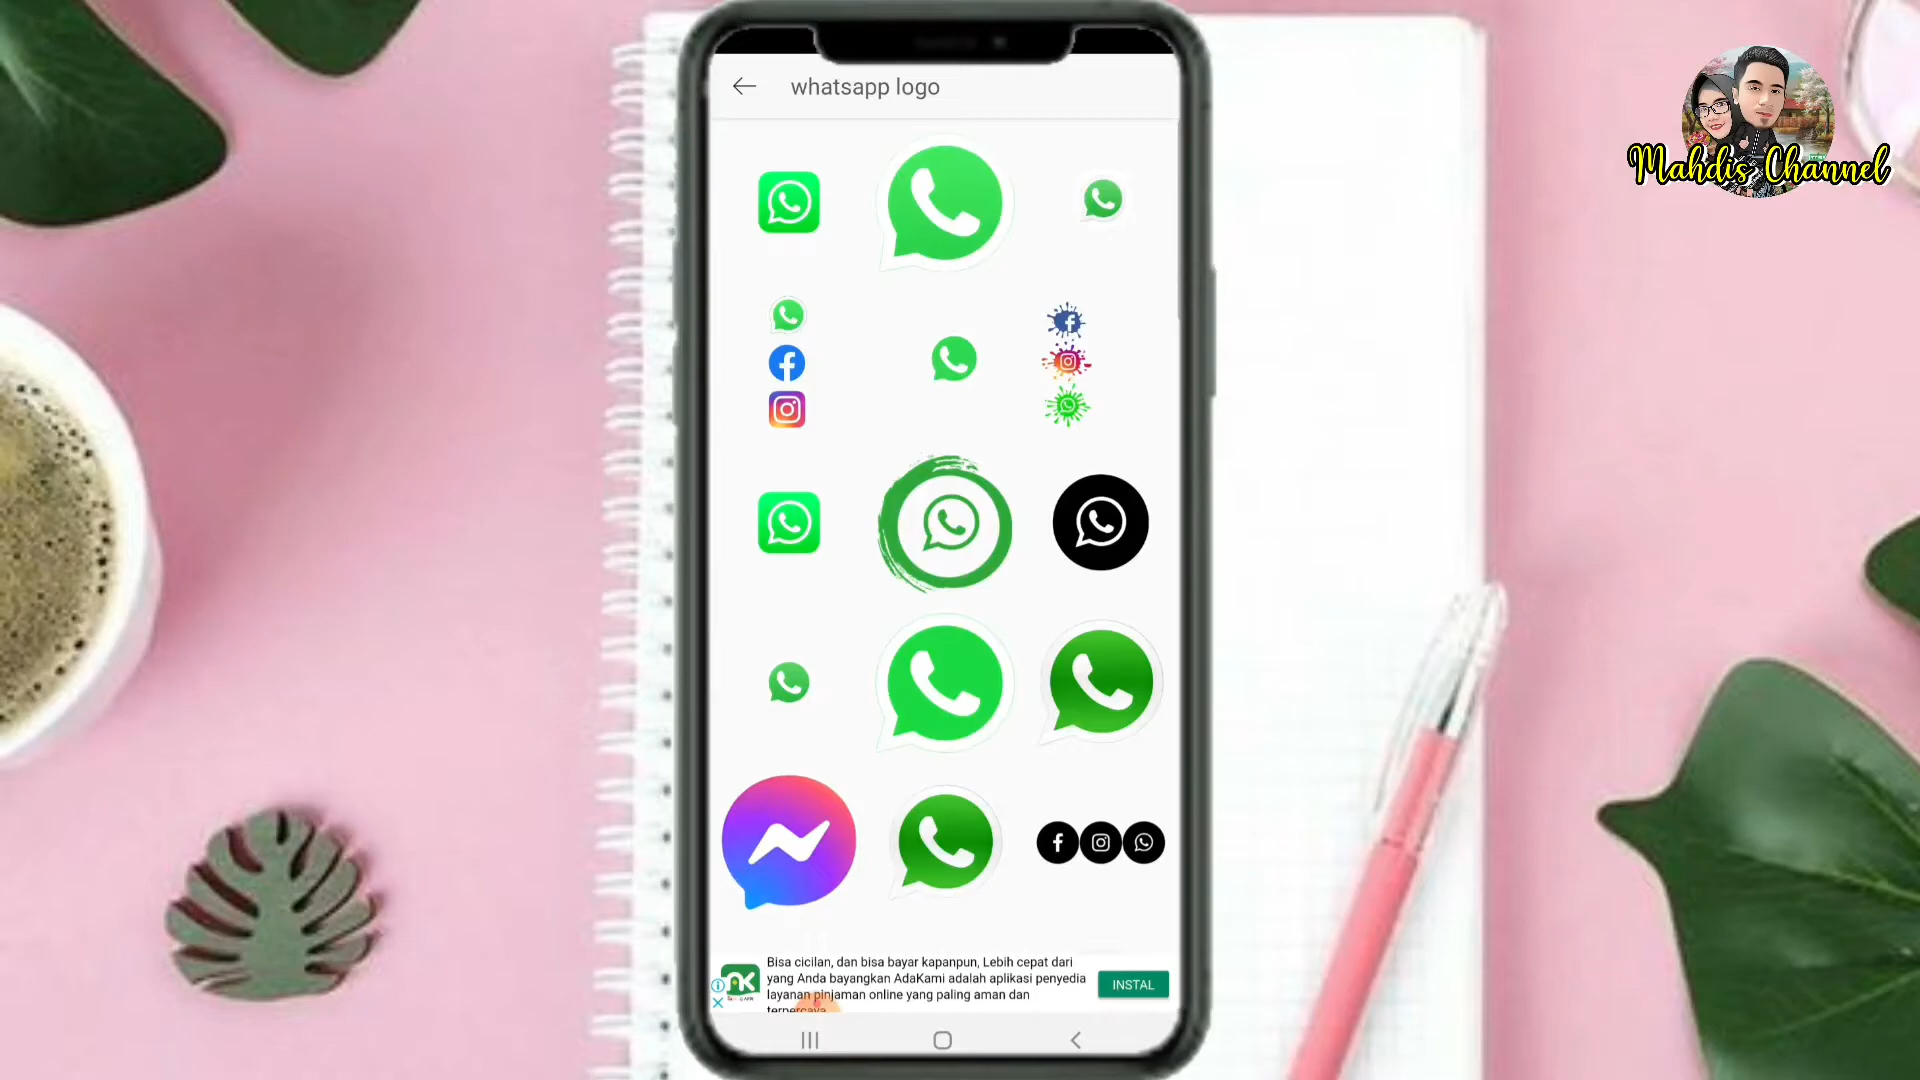 whatsapp logo
Mahdis Channel
Bisa cicilan, dan bisa bayar kapanpun, Lebih cepat dari
yang Anda bayangkan AdaKami adalah aplikasi penyedia
layanan pinjaman online yang paling aman dan
terpercaya
INSTAL